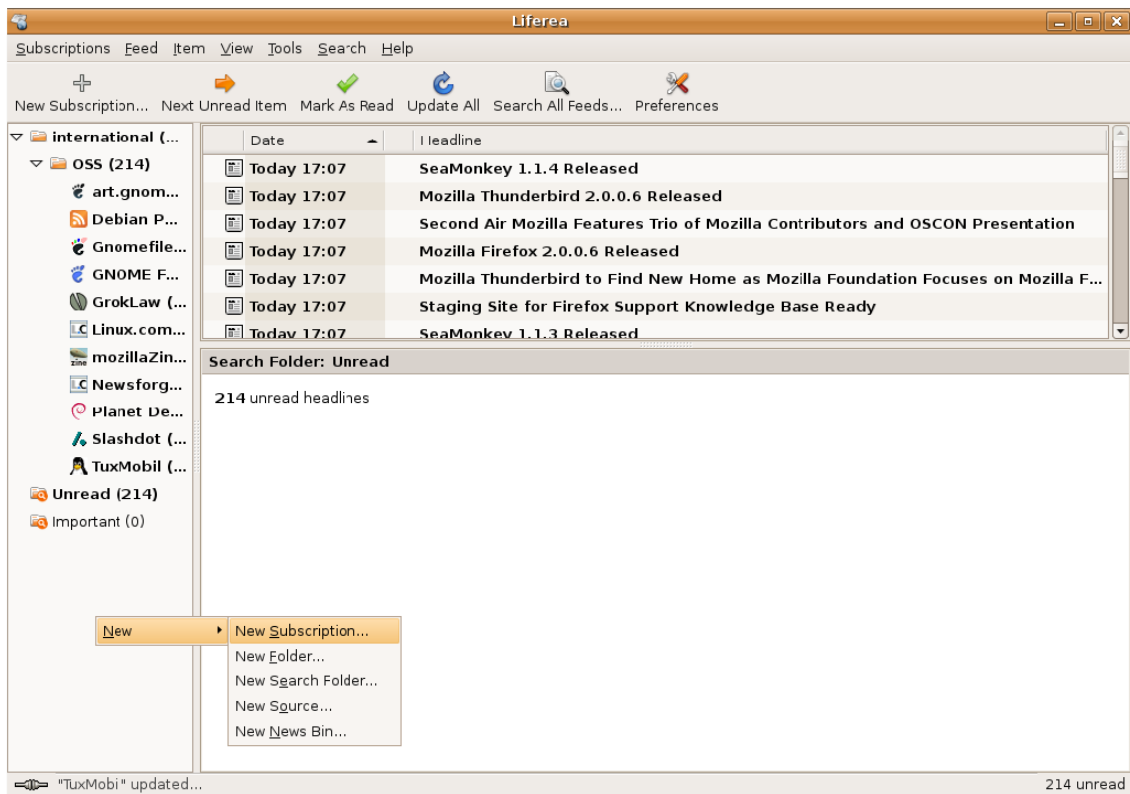 Liferea
Subscriptions Feed Item View Tools Search Help
New Subscription... Next Unread Item Mark As Read Update All Search All Feeds... Preferences
international (...
OSS (214)
art.gnom...
Debian P...
Gnomefile...
GNOME F...
GrokLaw (...
Linux.com...
mozillaZin...
Newsforg...
Planet De...
Slashdot (...
TuxMobil (...
Unread (214)
Important (0)
Date Headline
Today 17:07 SeaMonkey 1.1.4 Released
Today 17:07 Mozilla Thunderbird 2.0.0.6 Released
Today 17:07 Second Air Mozilla Features Trio of Mozilla Contributors and OSCON Presentation
Today 17:07 Mozilla Firefox 2.0.0.6 Released
Today 17:07 Mozilla Thunderbird to Find New Home as Mozilla Foundation Focuses on Mozilla F...
Today 17:07 Staging Site for Firefox Support Knowledge Base Ready
Today 17:07 SeaMonkey 1.1.3 Released
Search Folder: Unread
214 unread headlines
New
New Subscription...
New Folder...
New Search Folder...
New Source...
New News Bin...
"TuxMobi" updated...
214 unread